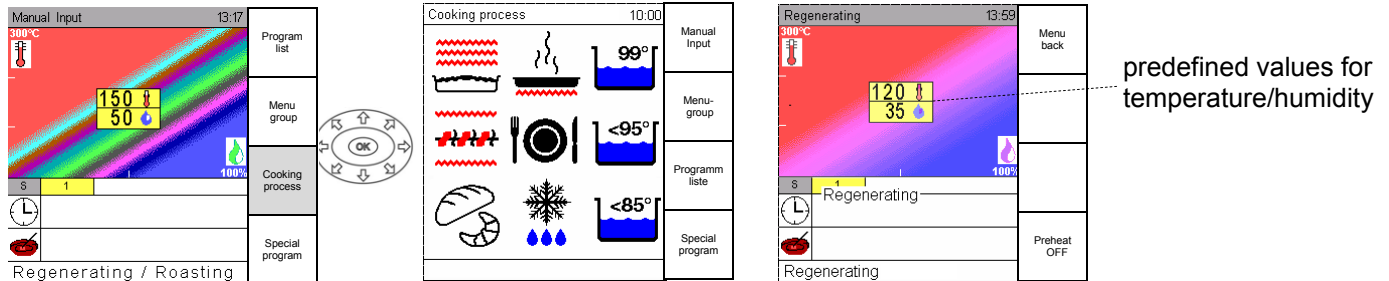 Manual Input 13:17
300°C
150
50
100%
S 1
Regenerating / Roasting
Program
list
Menu
group
Cooking
process
Special
program
OK
Cooking process 10:00
99°
<95°
<85°
Manual
Input
Menu-
group
Programm
liste
Special
program
Regenerating 13:59
300°C
120
35
100%
S 1
Regenerating
Regenerating
Menu
back
Preheat
OFF
predefined values for
temperature/humidity